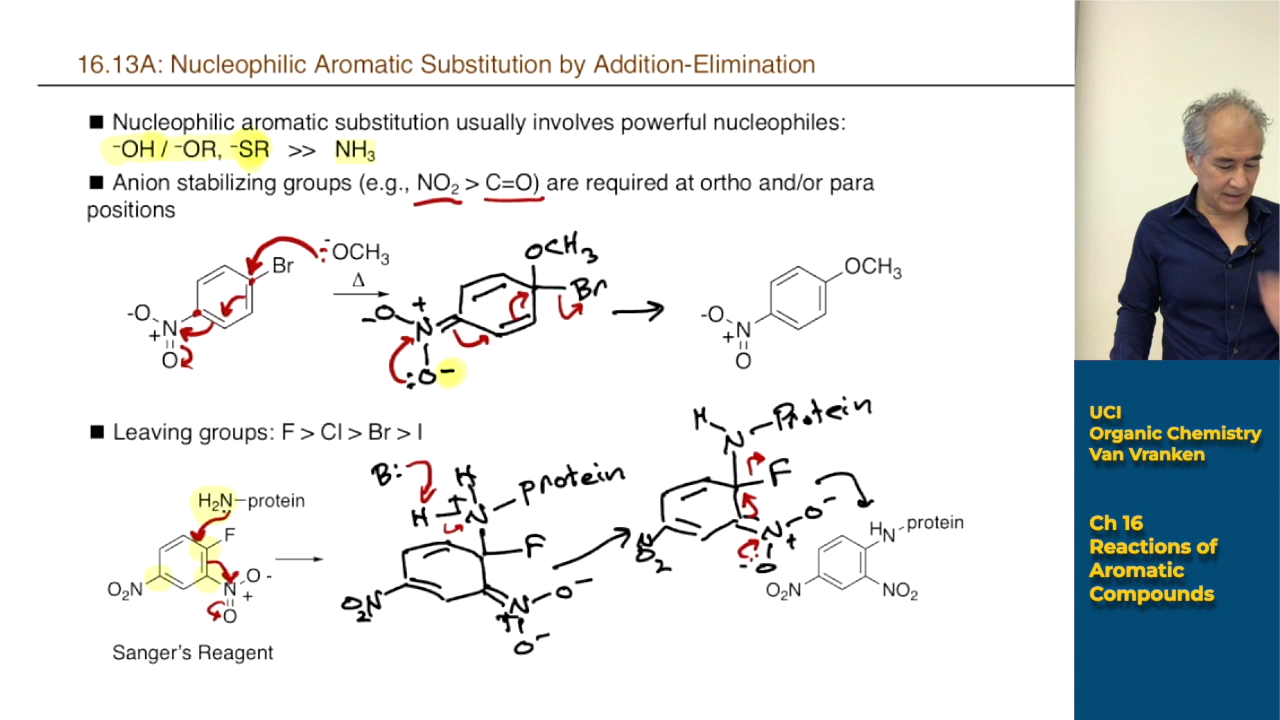 16.13A: Nucleophilic Aromatic Substitution by Addition-Elimination
■ Nucleophilic aromatic substitution usually involves powerful nucleophiles:
⁻OH / ⁻OR, ⁻SR >> NH₃
■ Anion stabilizing groups (e.g., NO₂ > C=O) are required at ortho and/or para
positions
Br
⁻:OCH₃
Δ
-O
N
+
O
OCH₃
Br
-O
+
N
:O-
OCH₃
-O
N
+
O
■ Leaving groups: F > Cl > Br > I
H₂N-protein
F
O₂N
N
+
O -
O
Sanger's Reagent
B:
H
H
+
N
protein
F
O₂N
N
+
O-
O-
H
N
Protein
F
O₂N
N
+
O-
-:O
HN-protein
O₂N
NO₂
UCI
Organic Chemistry
Van Vranken
Ch 16
Reactions of
Aromatic
Compounds